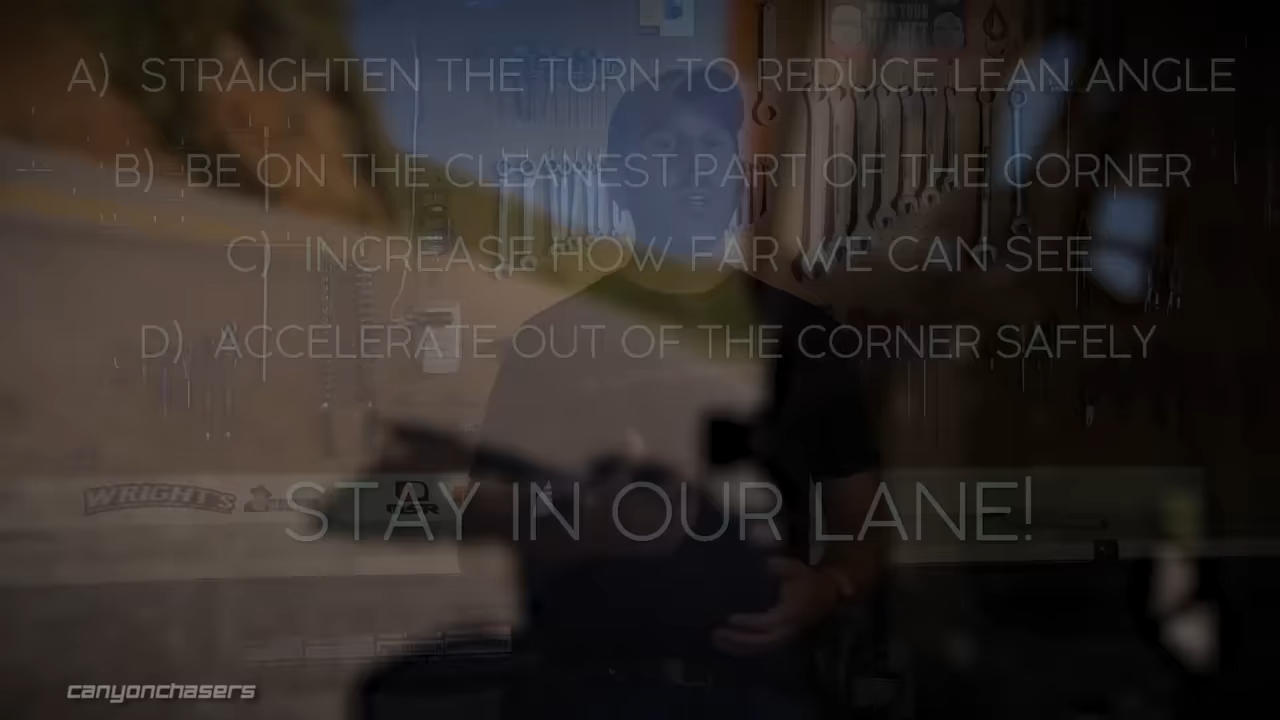 A) STRAIGHTEN THE TURN TO REDUCE LEAN ANGLE
B) BE ON THE CLEANEST PART OF THE CORNER
C) INCREASE HOW FAR WE CAN SEE
D) ACCELERATE OUT OF THE CORNER SAFELY
WRIGHT'S
STAY IN OUR LANE!
canyonchasers